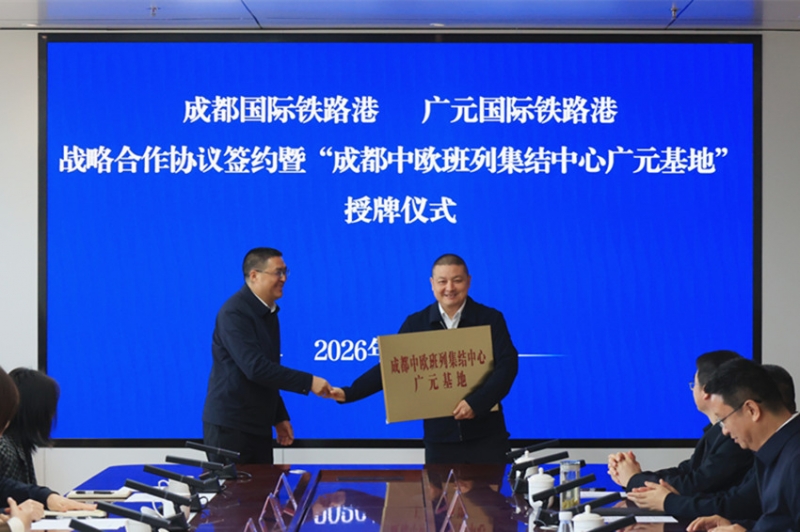 成都国际铁路港 广元国际铁路港
战略合作协议签约暨“成都中欧班列集结中心广元基地”
授牌仪式
2026年
成都中欧班列集结中心
广元基地